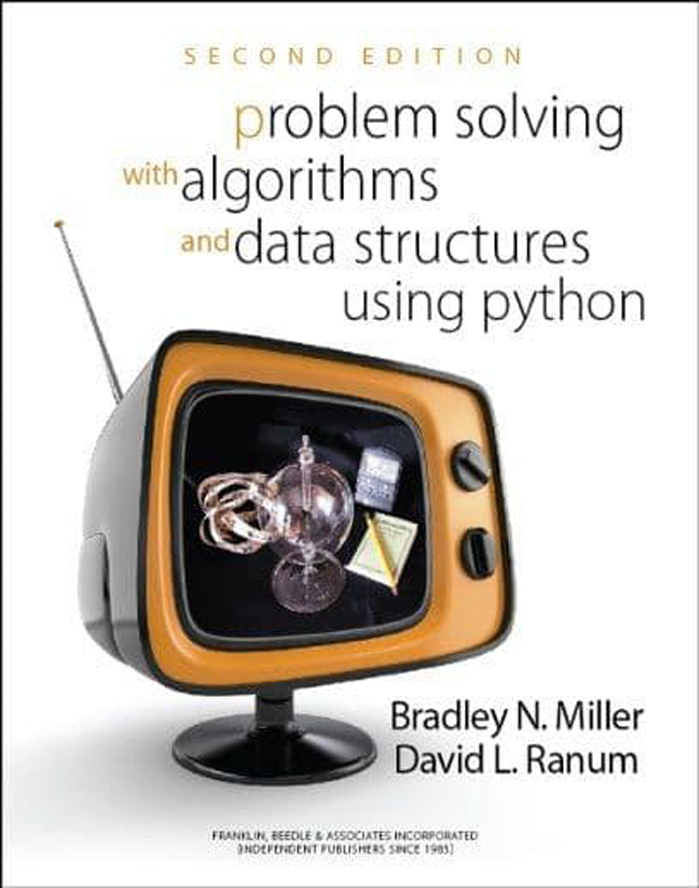 SECOND EDITION
problem solving
with algorithms
and data structures
using python
Bradley N. Miller
David L. Ranum
FRANKLIN, BEEDLE & ASSOCIATES INCORPORATED
[INDEPENDENT PUBLISHERS SINCE 1985]